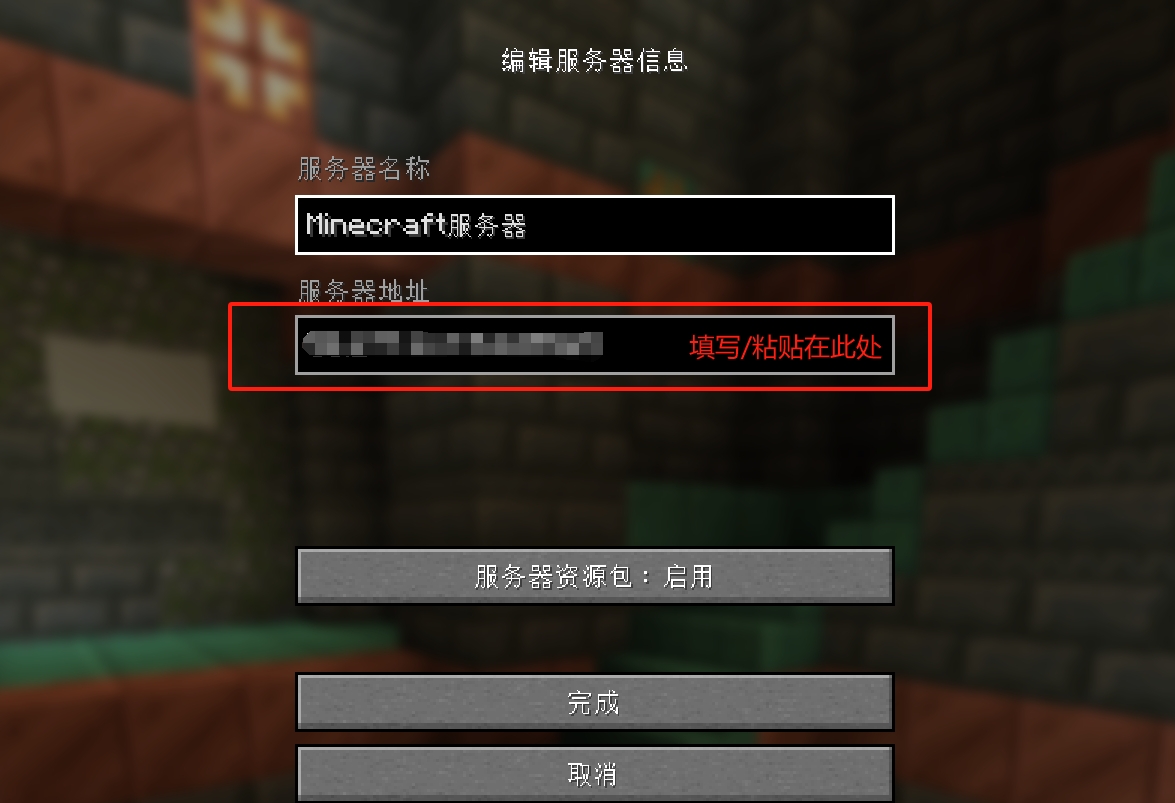 编辑服务器信息
服务器名称
Minecraft服务器
服务器地址
填写/粘贴在此处
服务器资源包：启用
完成
取消